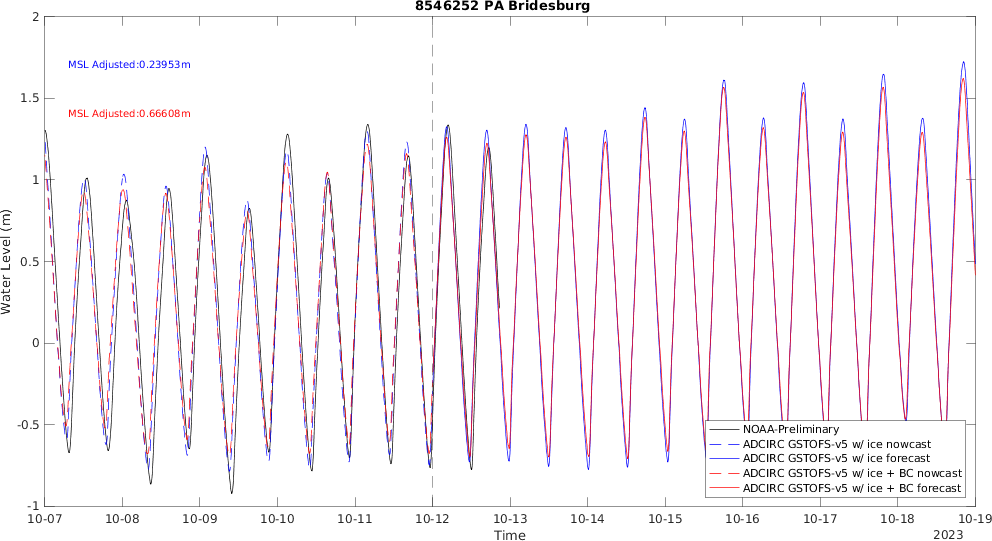 8546252 PA Bridesburg
2
MSL Adjusted:0.23953m
1.5
MSL Adjusted:0.66608m
1
0.5
Water Level (m)
0
-0.5
-1
NOAA-Preliminary
ADCIRC GSTOFS-v5 w/ ice nowcast
ADCIRC GSTOFS-v5 w/ ice forecast
ADCIRC GSTOFS-v5 w/ ice + BC nowcast
ADCIRC GSTOFS-v5 w/ ice + BC forecast
10-07 10-08 10-09 10-10 10-11 10-12 10-13 10-14 10-15 10-16 10-17 10-18 10-19
Time
2023